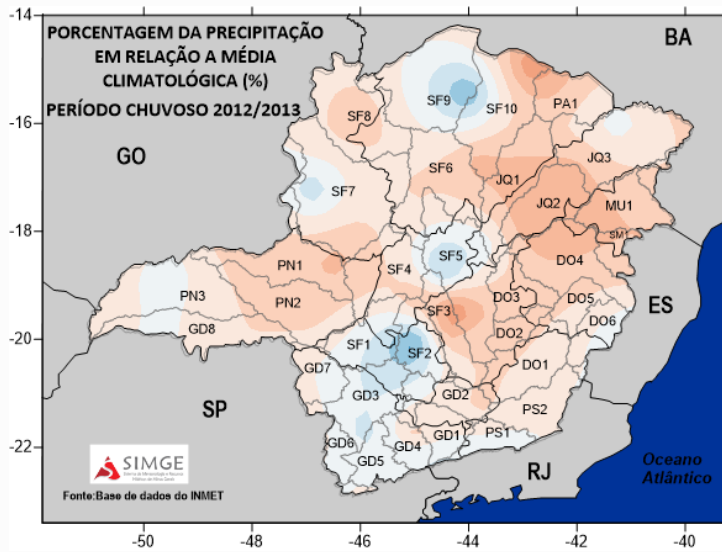 PORCENTAGEM DA PRECIPITAÇÃO
EM RELAÇÃO A MÉDIA
CLIMATOLÓGICA (%)
PERÍODO CHUVOSO 2012/2013
BA
GO
ES
SP
RJ
Oceano
Atlântico
SF9
SF10
PA1
SF8
JQ3
SF6
JQ1
SF7
JQ2
MU1
SM1
SF5
DO4
PN1
SF4
PN3
PN2
DO3
DO5
SF3
DO6
GD8
SF1
SF2
DO2
GD7
DO1
GD3
GD2
PS2
GD6
GD4
GD1
PS1
GD5
SIMGE
Fonte:Base de dados do INMET
-14
-16
-18
-20
-22
-50
-48
-46
-44
-42
-40